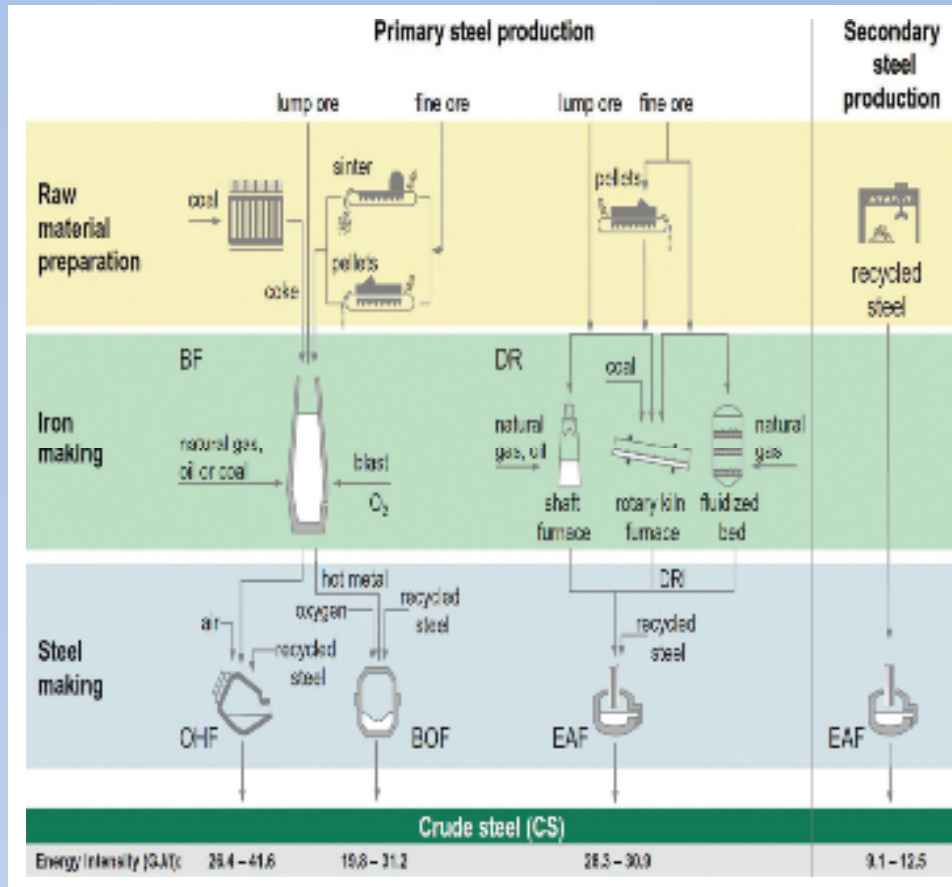 Primary steel production
Secondary
steel
production
lump ore
fine ore
lump ore
fine ore
Raw
material
preparation
coal
sinter
pellets
coke
pellets
recycled
steel
Iron
making
BF
natural gas,
oil or coal
blast
O₂
DR
coal
natural
gas, oil
natural
gas
shaft
furnace
rotary kiln
furnace
fluidized
bed
Steel
making
hot metal
oxygen
recycled
steel
air
recycled
steel
OHF
BOF
DRI
recycled
steel
EAF
EAF
Crude steel (CS)
Energy Intensity (GJ/t): 26.4 – 41.6 19.8 – 31.2 28.3 – 30.9 9.1 – 12.5